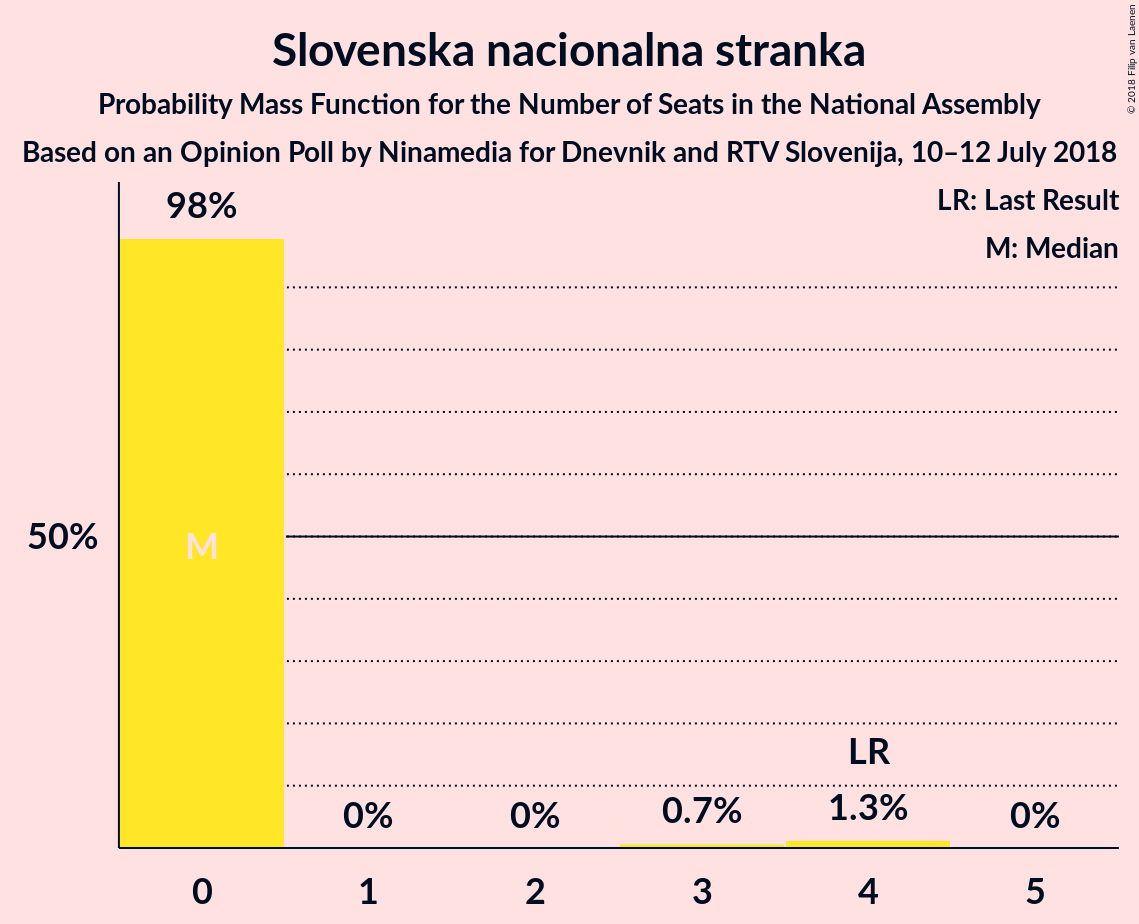 Slovenska nacionalna stranka
Probability Mass Function for the Number of Seats in the National Assembly
Based on an Opinion Poll by Ninamedia for Dnevnik and RTV Slovenija, 10–12 July 2018
© 2018 Filip van Laenen
LR: Last Result
M: Median
98%
50%
M
LR
0% 0% 0.7% 1.3% 0%
0 1 2 3 4 5